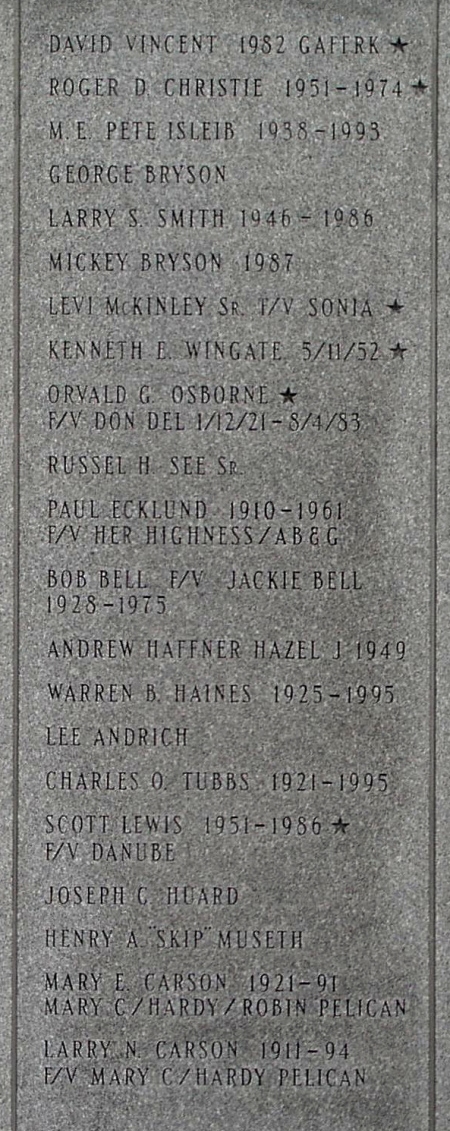 DAVID VINCENT 1982 GAFFRK ★
ROGER D. CHRISTIE 1951-1974 ★
M.E. PETE ISLEIB 1938-1993
GEORGE BRYSON
LARRY S. SMITH 1946-1986
MICKEY BRYSON 1987
LEVI McKINLEY SR. F/V SONIA ★
KENNETH E. WINGATE 5/11/52 ★
ORVALD G. OSBORNE ★
F/V DON DEL 1/12/21-8/4/83
RUSSEL H. SEE SR.
PAUL ECKLUND 1910-1961
F/V HER HIGHNESS/AB&G
BOB BELL F/V JACKIE BELL
1928-1975
ANDREW HAFFNER HAZEL J 1949
WARREN B. HAINES 1925-1995
LEE ANDRICH
CHARLES O. TUBBS 1921-1995
SCOTT LEWIS 1951-1986 ★
F/V DANUBE
JOSEPH C. HUARD
HENRY A. "SKIP" MUSETH
MARY E. CARSON 1921-91
MARY C/HARDY/ROBIN PELICAN
LARRY N. CARSON 1911-94
F/V MARY C/HARDY PELICAN